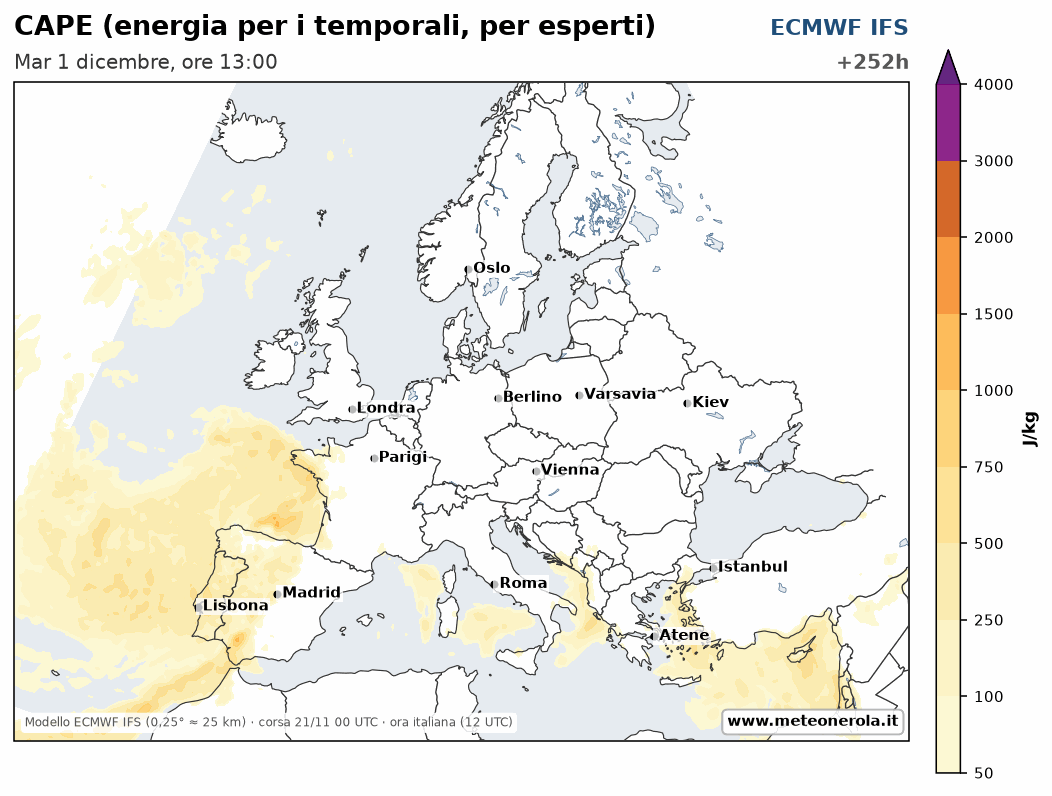 CAPE (energia per i temporali, per esperti)
ECMWF IFS
Mar 1 dicembre, ore 13:00
+252h
4000
3000
2000
1500
1000
750
500
250
100
50
J/kg
Oslo
Londra
Berlino
Varsavia
Kiev
Parigi
Vienna
Istanbul
Roma
Madrid
Lisbona
Atene
Modello ECMWF IFS (0,25° ≈ 25 km) · corsa 21/11 00 UTC · ora italiana (12 UTC)
www.meteonerola.it